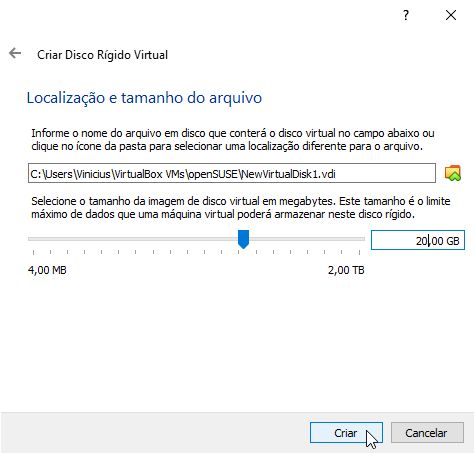 ?
Criar Disco Rígido Virtual
Localização e tamanho do arquivo
Informe o nome do arquivo em disco que conterá o disco virtual no campo abaixo ou
clique no ícone da pasta para selecionar uma localização diferente para o arquivo.
C:\Users\Vinicius\VirtualBox VMs\openSUSE\NewVirtualDisk1.vdi
Selecione o tamanho da imagem de disco virtual em megabytes. Este tamanho é o limite
máximo de dados que uma máquina virtual poderá armazenar neste disco rígido.
20,00 GB
4,00 MB 2,00 TB
Criar Cancelar